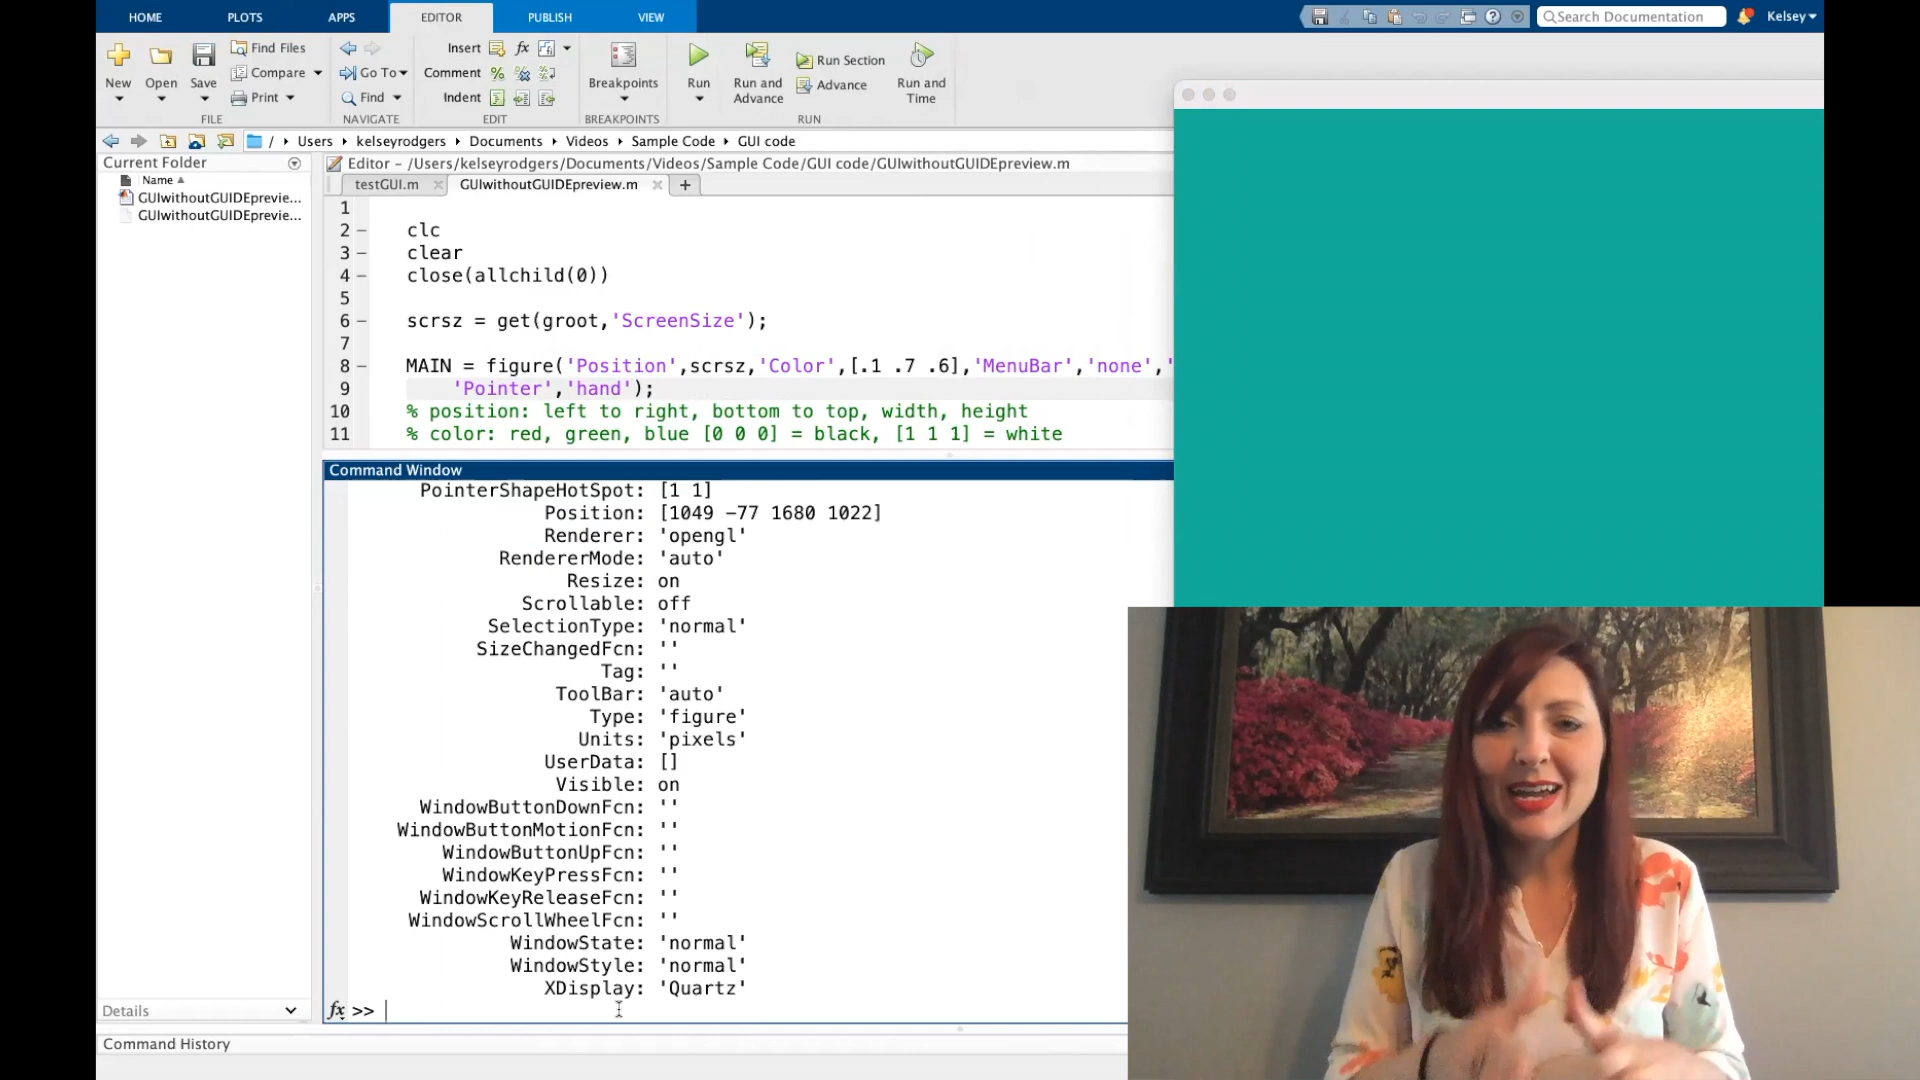 HOME PLOTS APPS EDITOR PUBLISH VIEW
Search Documentation Kelsey
New Open Save Find Files Compare Print
Go To Find
Insert fx
Comment %
Indent
Breakpoints
Run
Run and Advance
Run Section
Advance
Run and Time
FILE NAVIGATE EDIT BREAKPOINTS RUN
/ Users kelseyrodgers Documents Videos Sample Code GUI code
Current Folder
Name
GUIwithoutGUIDEprevie...
GUIwithoutGUIDEprevie...
Details
Editor - /Users/kelseyrodgers/Documents/Videos/Sample Code/GUI code/GUIwithoutGUIDEpreview.m
testGUI.m GUIwithoutGUIDEpreview.m +
1
2 clc
3 clear
4 close(allchild(0))
5
6 scrsz = get(groot,'ScreenSize');
7
8 MAIN = figure('Position',scrsz,'Color',[.1 .7 .6],'MenuBar','none','
9 'Pointer','hand');
10 % position: left to right, bottom to top, width, height
11 % color: red, green, blue [0 0 0] = black, [1 1 1] = white
Command Window
PointerShapeHotSpot: [1 1]
Position: [1049 -77 1680 1022]
Renderer: 'opengl'
RendererMode: 'auto'
Resize: on
Scrollable: off
SelectionType: 'normal'
SizeChangedFcn: ''
Tag: ''
ToolBar: 'auto'
Type: 'figure'
Units: 'pixels'
UserData: []
Visible: on
WindowButtonDownFcn: ''
WindowButtonMotionFcn: ''
WindowButtonUpFcn: ''
WindowKeyPressFcn: ''
WindowKeyReleaseFcn: ''
WindowScrollWheelFcn: ''
WindowState: 'normal'
WindowStyle: 'normal'
XDisplay: 'Quartz'
fx >>
Command History